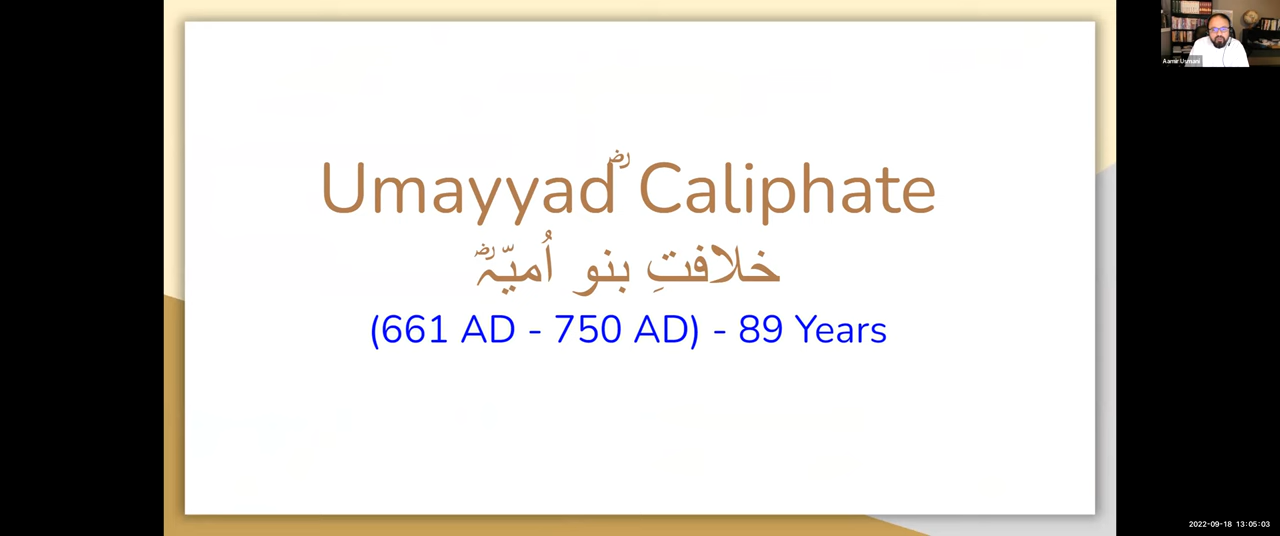 Umayyadؓ Caliphate
خلافتِ بنو اُمیّہؓ
(661 AD - 750 AD) - 89 Years
Aamir Usmani
2022-09-18 13:05:03